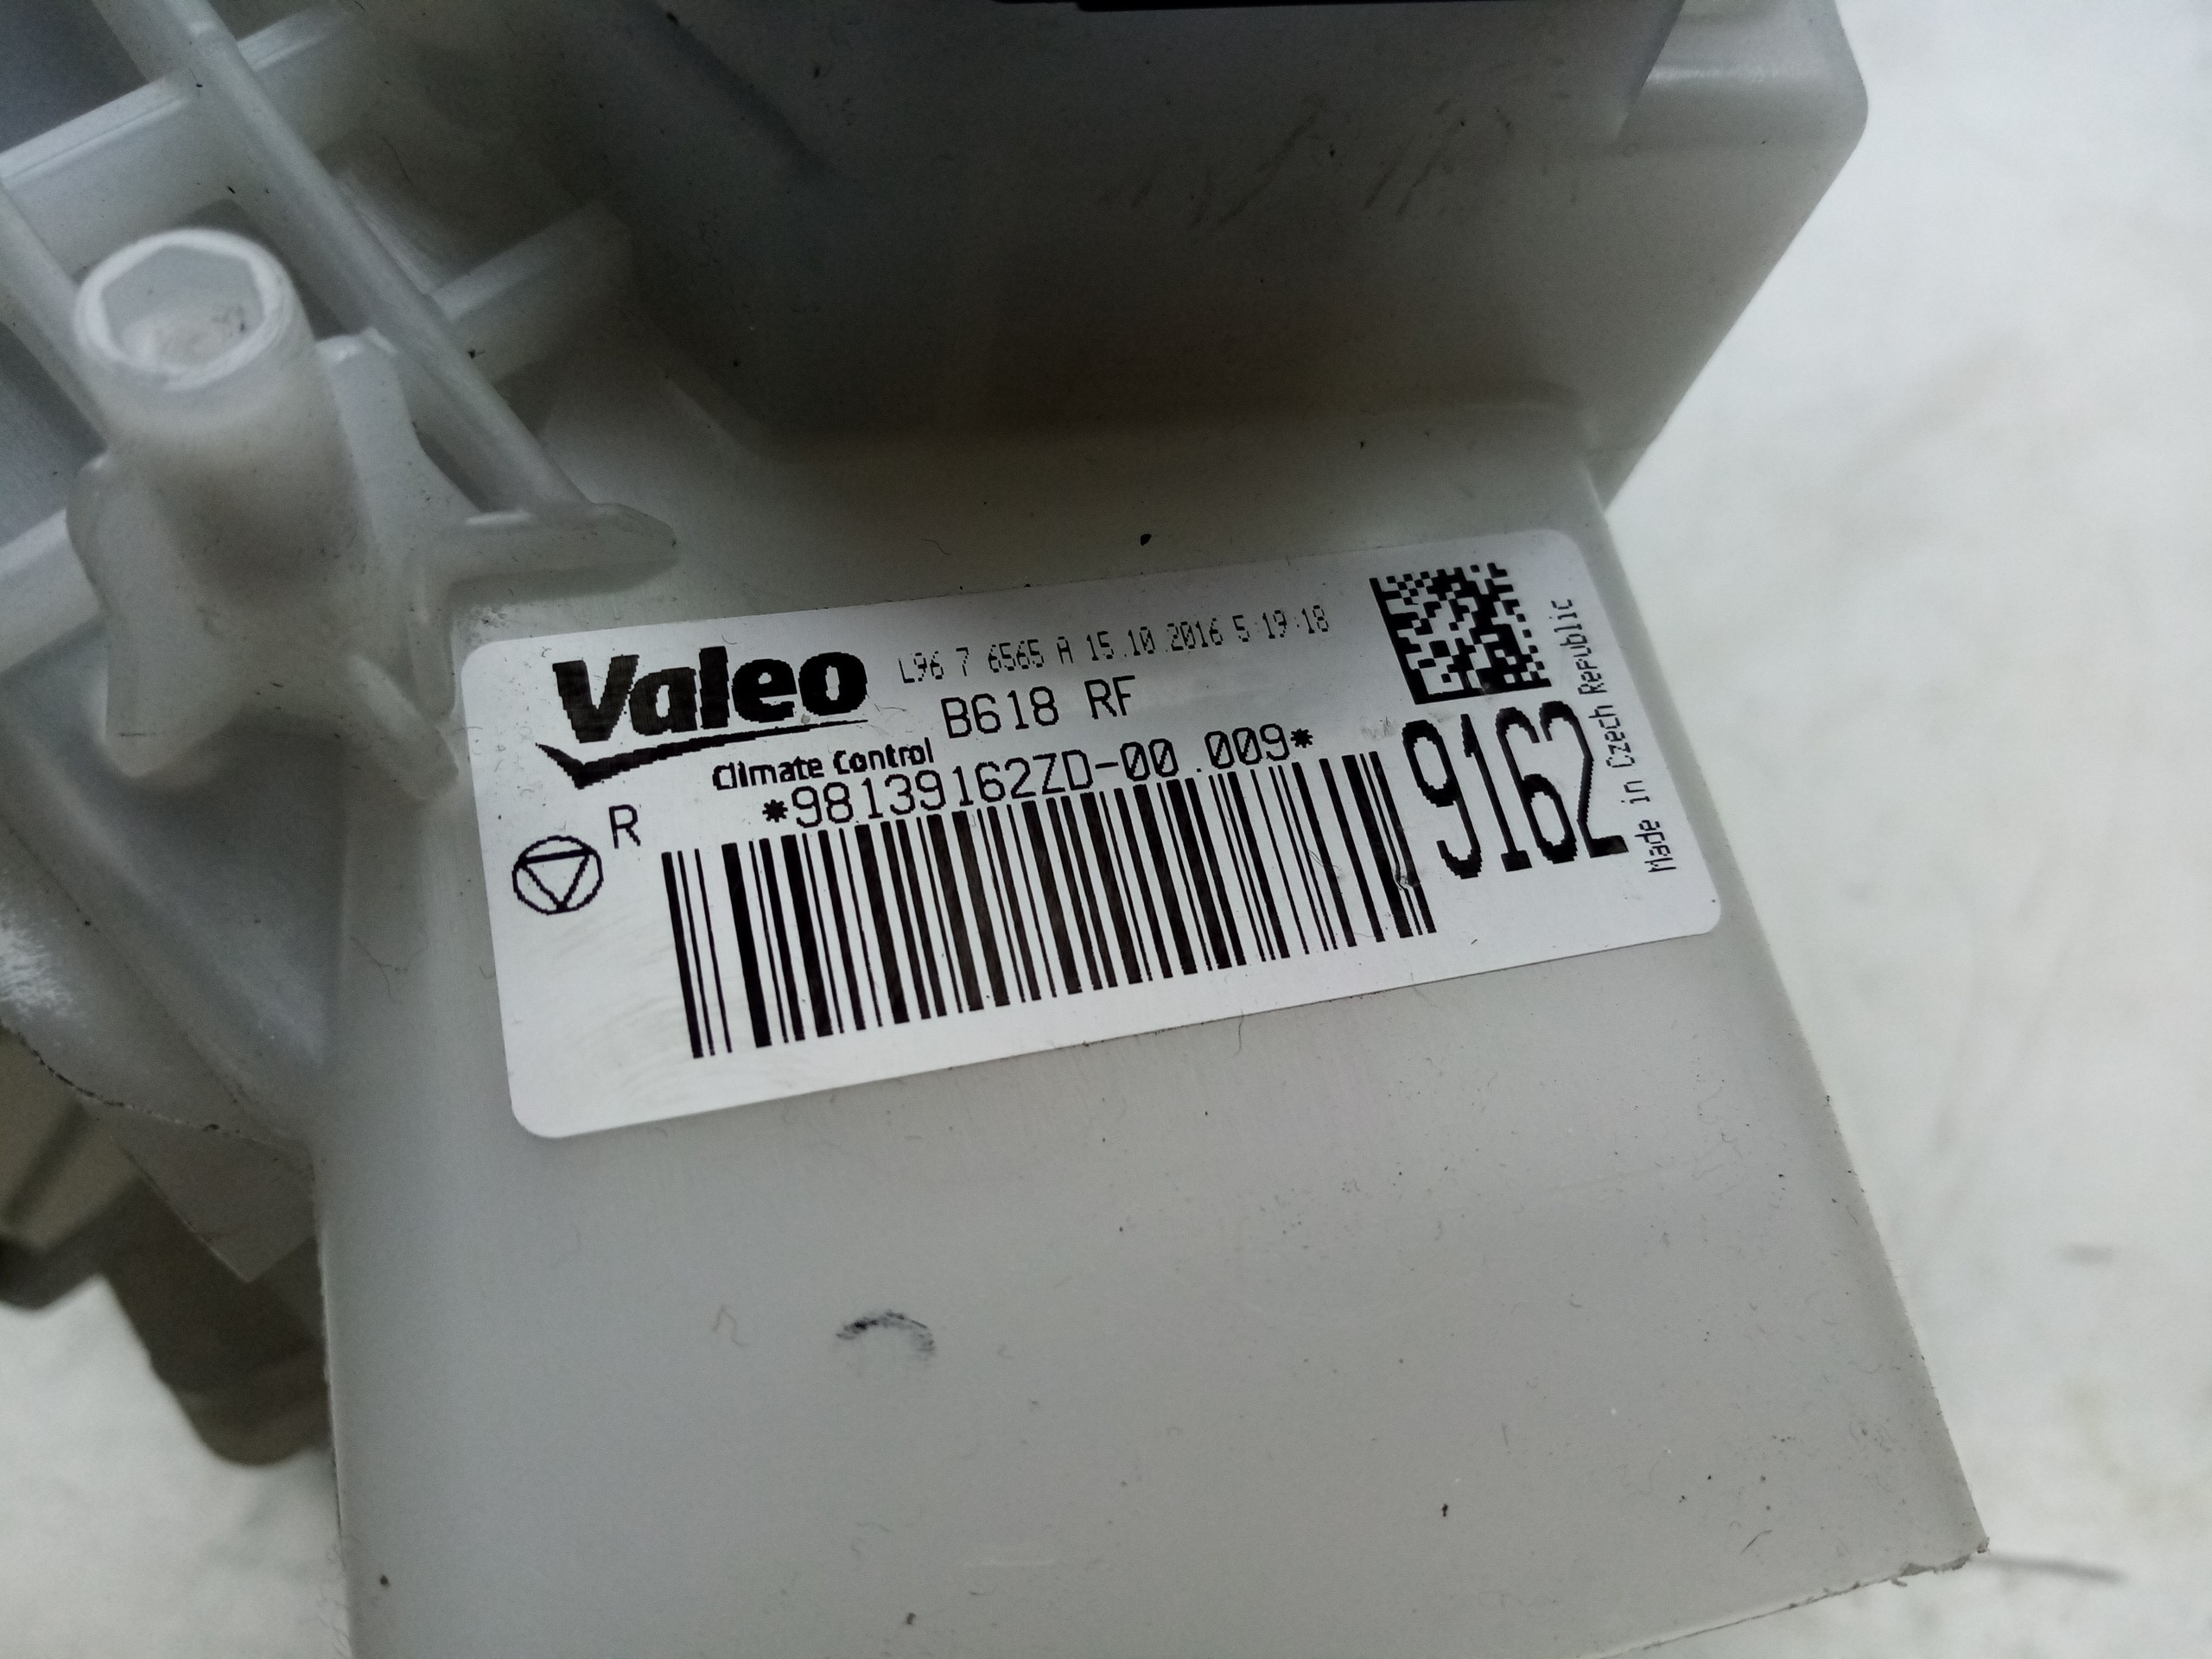 Valeo
L96 7 6565 A 15.10.2016 5:19:18
B618 RF
Climate Control
*98139162ZD-00.009*
R
9162
Made in Czech Republic